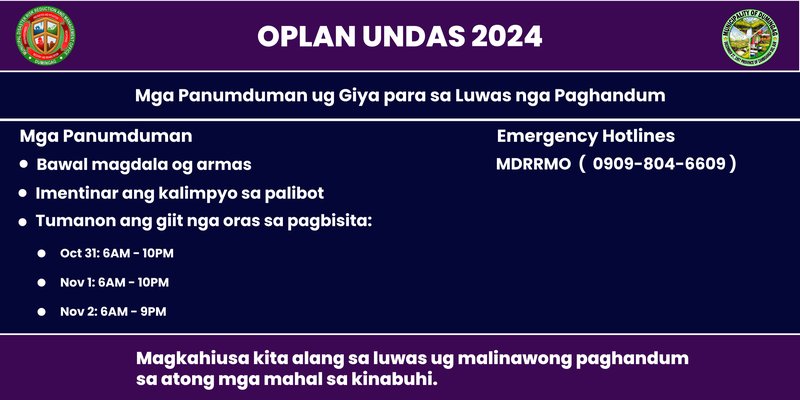 OPLAN UNDAS 2024
Mga Panumduman ug Giya para sa Luwas nga Paghandum
Mga Panumduman
Bawal magdala og armas
Imentinar ang kalimpyo sa palibot
Tumanon ang giit nga oras sa pagbisita:
Oct 31: 6AM - 10PM
Nov 1: 6AM - 10PM
Nov 2: 6AM - 9PM
Emergency Hotlines
MDRRMO ( 0909-804-6609 )
Magkahiusa kita alang sa luwas ug malinawong paghandum
sa atong mga mahal sa kinabuhi.